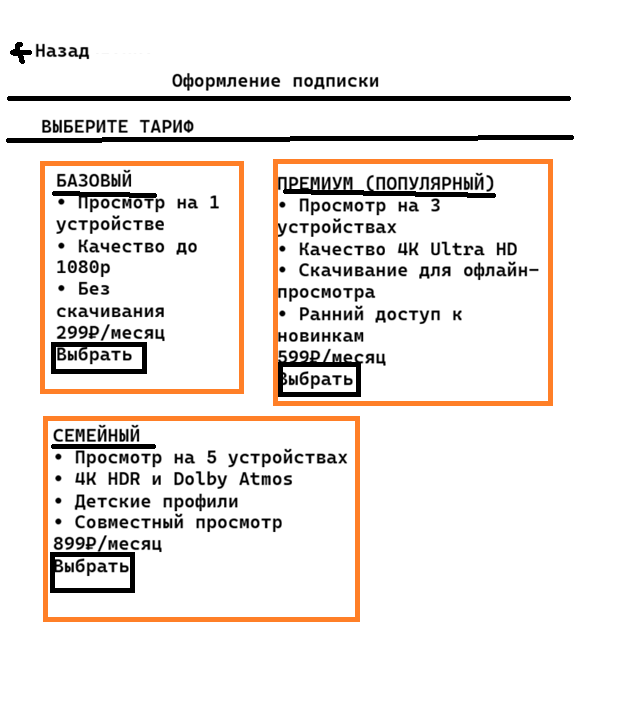 Назад
Оформление подписки
ВЫБЕРИТЕ ТАРИФ
БАЗОВЫЙ
• Просмотр на 1
устройстве
• Качество до
1080p
• Без
скачивания
299₽/месяц
Выбрать
ПРЕМИУМ (ПОПУЛЯРНЫЙ)
• Просмотр на 3
устройствах
• Качество 4K Ultra HD
• Скачивание для офлайн-
просмотра
• Ранний доступ к
новинкам
599₽/месяц
Выбрать
СЕМЕЙНЫЙ
• Просмотр на 5 устройствах
• 4K HDR и Dolby Atmos
• Детские профили
• Совместный просмотр
899₽/месяц
Выбрать